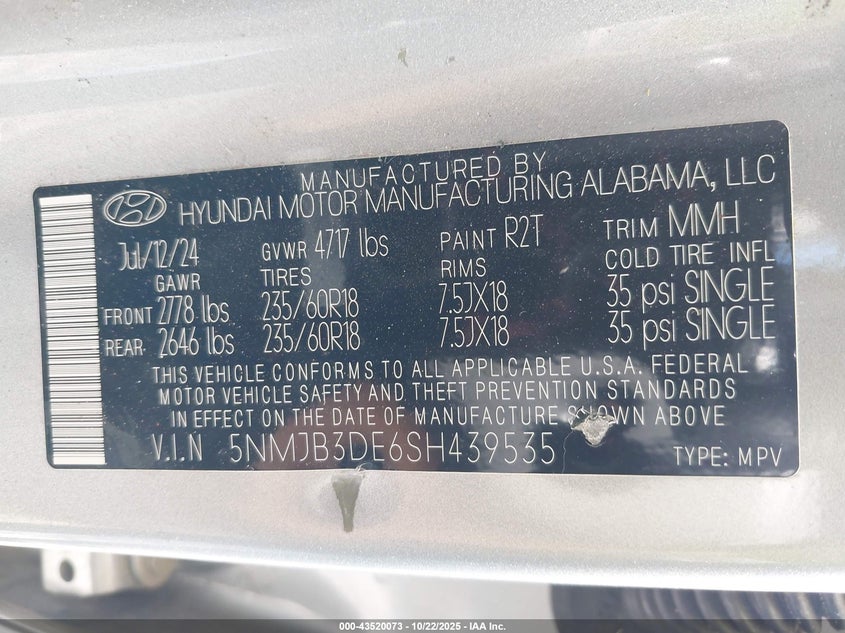 MANUFACTURED BY
HYUNDAI MOTOR MANUFACTURING ALABAMA, LLC
Jul/12/24 GVWR 4717 lbs PAINT R2T TRIM MMH
GAWR TIRES RIMS COLD TIRE INFL
FRONT 2778 lbs 235/60R18 7.5JX18 35 psi SINGLE
REAR 2646 lbs 235/60R18 7.5JX18 35 psi SINGLE
THIS VEHICLE CONFORMS TO ALL APPLICABLE U.S.A. FEDERAL
MOTOR VEHICLE SAFETY AND THEFT PREVENTION STANDARDS
IN EFFECT ON THE DATE OF MANUFACTURE SHOWN ABOVE
V.I.N 5NMJB3DE6SH439535 TYPE: MPV
000-43520073 - 10/22/2025 - IAA Inc.